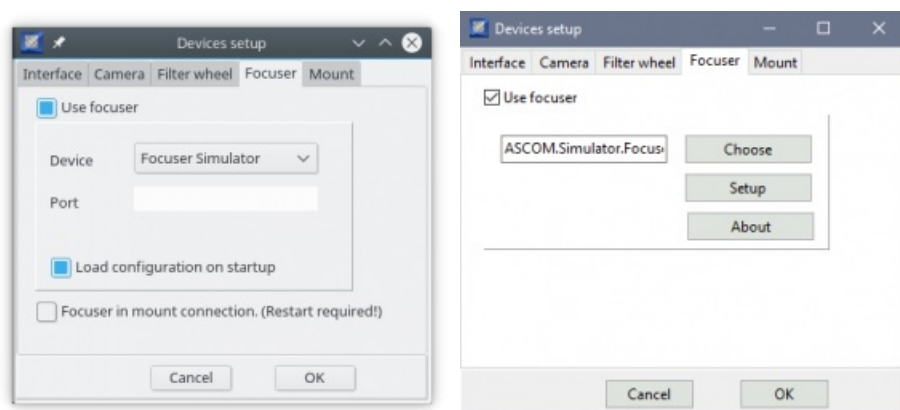 Devices setup
Interface Camera Filter wheel Focuser Mount
Use focuser
Device Focuser Simulator
Port
Load configuration on startup
Focuser in mount connection. (Restart required!)
Cancel OK
Devices setup
Interface Camera Filter wheel Focuser Mount
Use focuser
ASCOM.Simulator.Focus Choose
Setup
About
Cancel OK